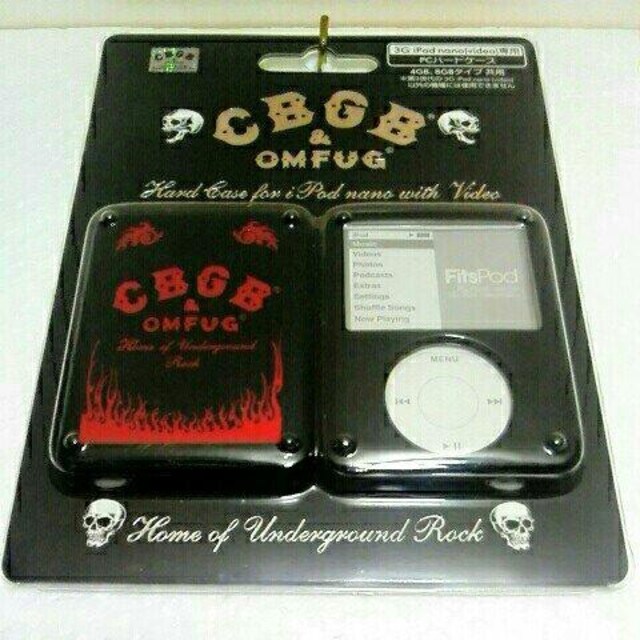 CBGB
3G iPod nano(video)専用
PCハードケース
4GB、8GBタイプ 共用
CBGB®
&
OMFUG®
Hard Case for iPod nano with Video
CBGB®
&
OMFUG®
Home of Underground
Rock
iPod
Music
Videos
Photos
Podcasts
Extras
Settings
Shuffle Songs
Now Playing
FitsPod
MENU
Home of Underground Rock